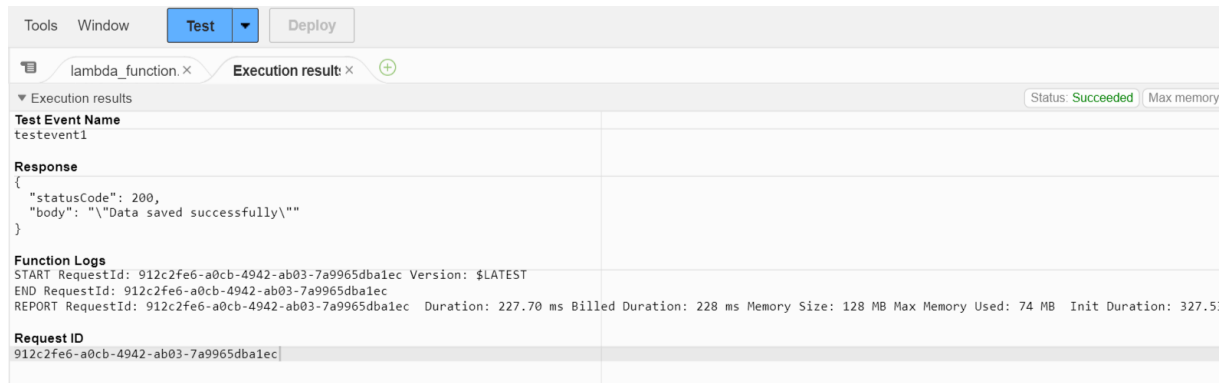 Tools Window Test Deploy
lambda_function. Execution result
Execution results Status: Succeeded Max memory
Test Event Name
testevent1
Response
{
"statusCode": 200,
"body": "\"Data saved successfully\""
}
Function Logs
START RequestId: 912c2fe6-a0cb-4942-ab03-7a9965dba1ec Version: $LATEST
END RequestId: 912c2fe6-a0cb-4942-ab03-7a9965dba1ec
REPORT RequestId: 912c2fe6-a0cb-4942-ab03-7a9965dba1ec Duration: 227.70 ms Billed Duration: 228 ms Memory Size: 128 MB Max Memory Used: 74 MB Init Duration: 327.5
Request ID
912c2fe6-a0cb-4942-ab03-7a9965dba1ec